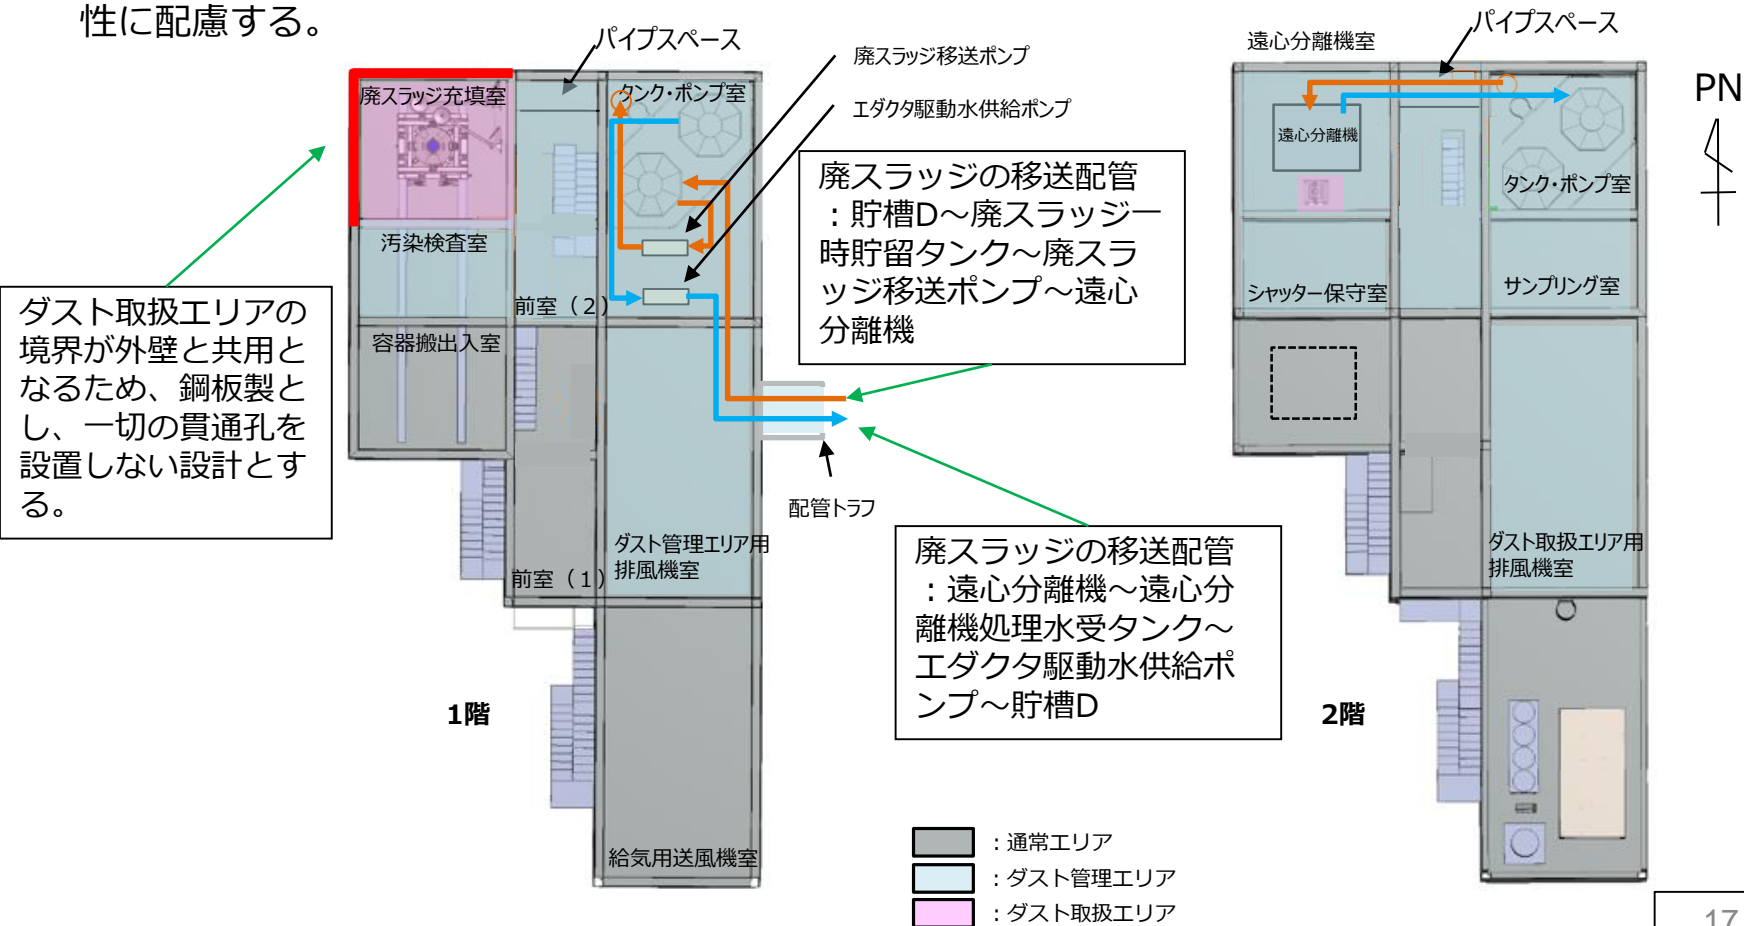 性に配慮する。
パイプスペース
廃スラッジ移送ポンプ
エダクタ駆動水供給ポンプ
廃スラッジ充填室
タンク・ポンプ室
汚染検査室
前室（2）
容器搬出入室
ダスト管理エリア用
排風機室
前室（1）
給気用送風機室
1階
配管トラフ
ダスト取扱エリアの
境界が外壁と共用と
なるため、鋼板製と
し、一切の貫通孔を
設置しない設計とす
る。
廃スラッジの移送配管
：貯槽D～廃スラッジ一
時貯留タンク～廃スラ
ッジ移送ポンプ～遠心
分離機
廃スラッジの移送配管
：遠心分離機～遠心分
離機処理水受タンク～
エダクタ駆動水供給ポ
ンプ～貯槽D
遠心分離機室
パイプスペース
遠心分離機
タンク・ポンプ室
シャッター保守室
サンプリング室
ダスト取扱エリア用
排風機室
2階
PN
：通常エリア
：ダスト管理エリア
：ダスト取扱エリア
17